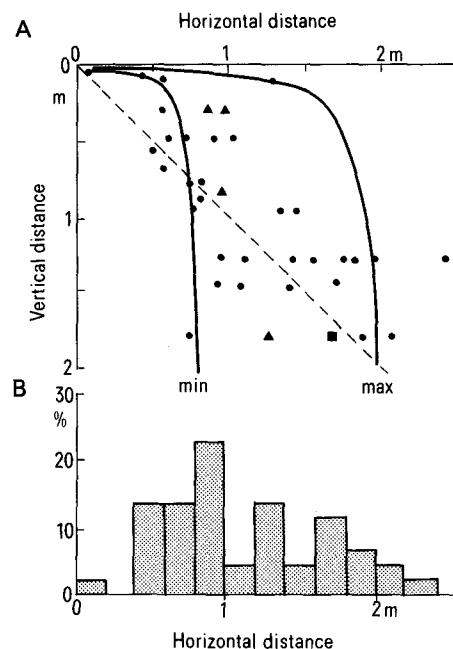 Horizontal distance
A
0 1 2 m
0
m
Vertical distance
1
2
min max
B
30
%
20
10
0
0 1 2 m
Horizontal distance